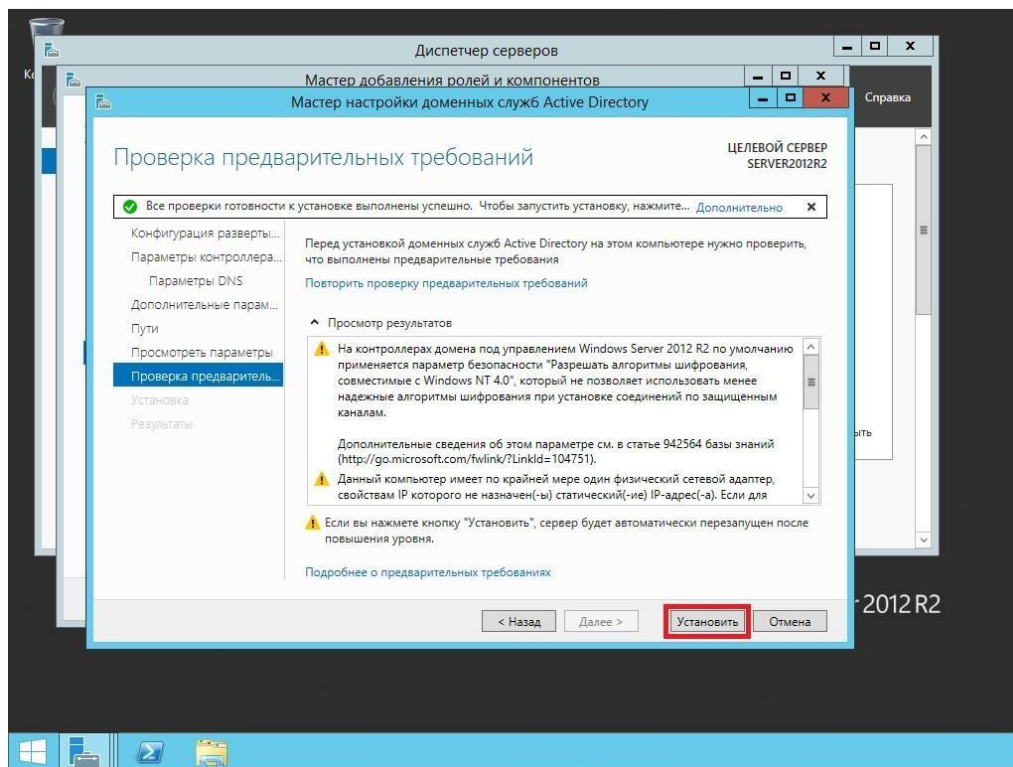 Диспетчер серверов
Мастер добавления ролей и компонентов
Мастер настройки доменных служб Active Directory
Справка
Проверка предварительных требований
ЦЕЛЕВОЙ СЕРВЕР
SERVER2012R2
Все проверки готовности к установке выполнены успешно. Чтобы запустить установку, нажмите... Дополнительно
Конфигурация разверты...
Параметры контроллера...
Параметры DNS
Дополнительные парам...
Пути
Просмотреть параметры
Проверка предваритель...
Установка
Результаты
Перед установкой доменных служб Active Directory на этом компьютере нужно проверить,
что выполнены предварительные требования
Повторить проверку предварительных требований
Просмотр результатов
На контроллерах домена под управлением Windows Server 2012 R2 по умолчанию
применяется параметр безопасности "Разрешать алгоритмы шифрования,
совместимые с Windows NT 4.0", который не позволяет использовать менее
надежные алгоритмы шифрования при установке соединений по защищенным
каналам.
Дополнительные сведения об этом параметре см. в статье 942564 базы знаний
(http://go.microsoft.com/fwlink/?LinkId=104751).
Данный компьютер имеет по крайней мере один физический сетевой адаптер,
свойствам IP которого не назначен(-ы) статический(-ие) IP-адрес(-а). Если для
Если вы нажмете кнопку "Установить", сервер будет автоматически перезапущен после
повышения уровня.
Подробнее о предварительных требованиях
< Назад
Далее >
Установить
Отмена
2012 R2